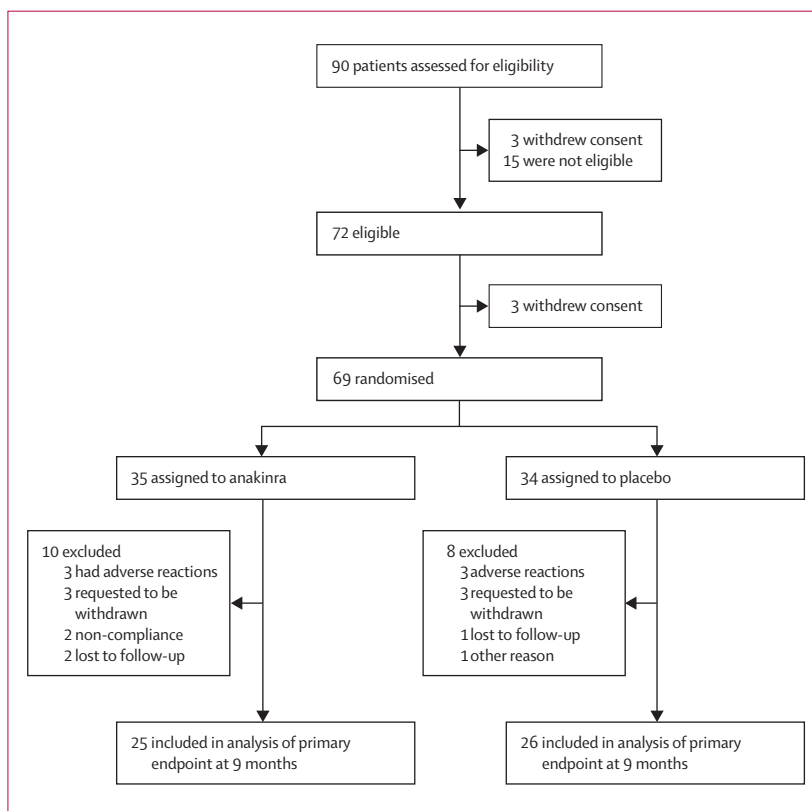 90 patients assessed for eligibility
3 withdrew consent
15 were not eligible
72 eligible
3 withdrew consent
69 randomised
35 assigned to anakinra
34 assigned to placebo
10 excluded
3 had adverse reactions
3 requested to be
withdrawn
2 non-compliance
2 lost to follow-up
8 excluded
3 adverse reactions
3 requested to be
withdrawn
1 lost to follow-up
1 other reason
25 included in analysis of primary
endpoint at 9 months
26 included in analysis of primary
endpoint at 9 months